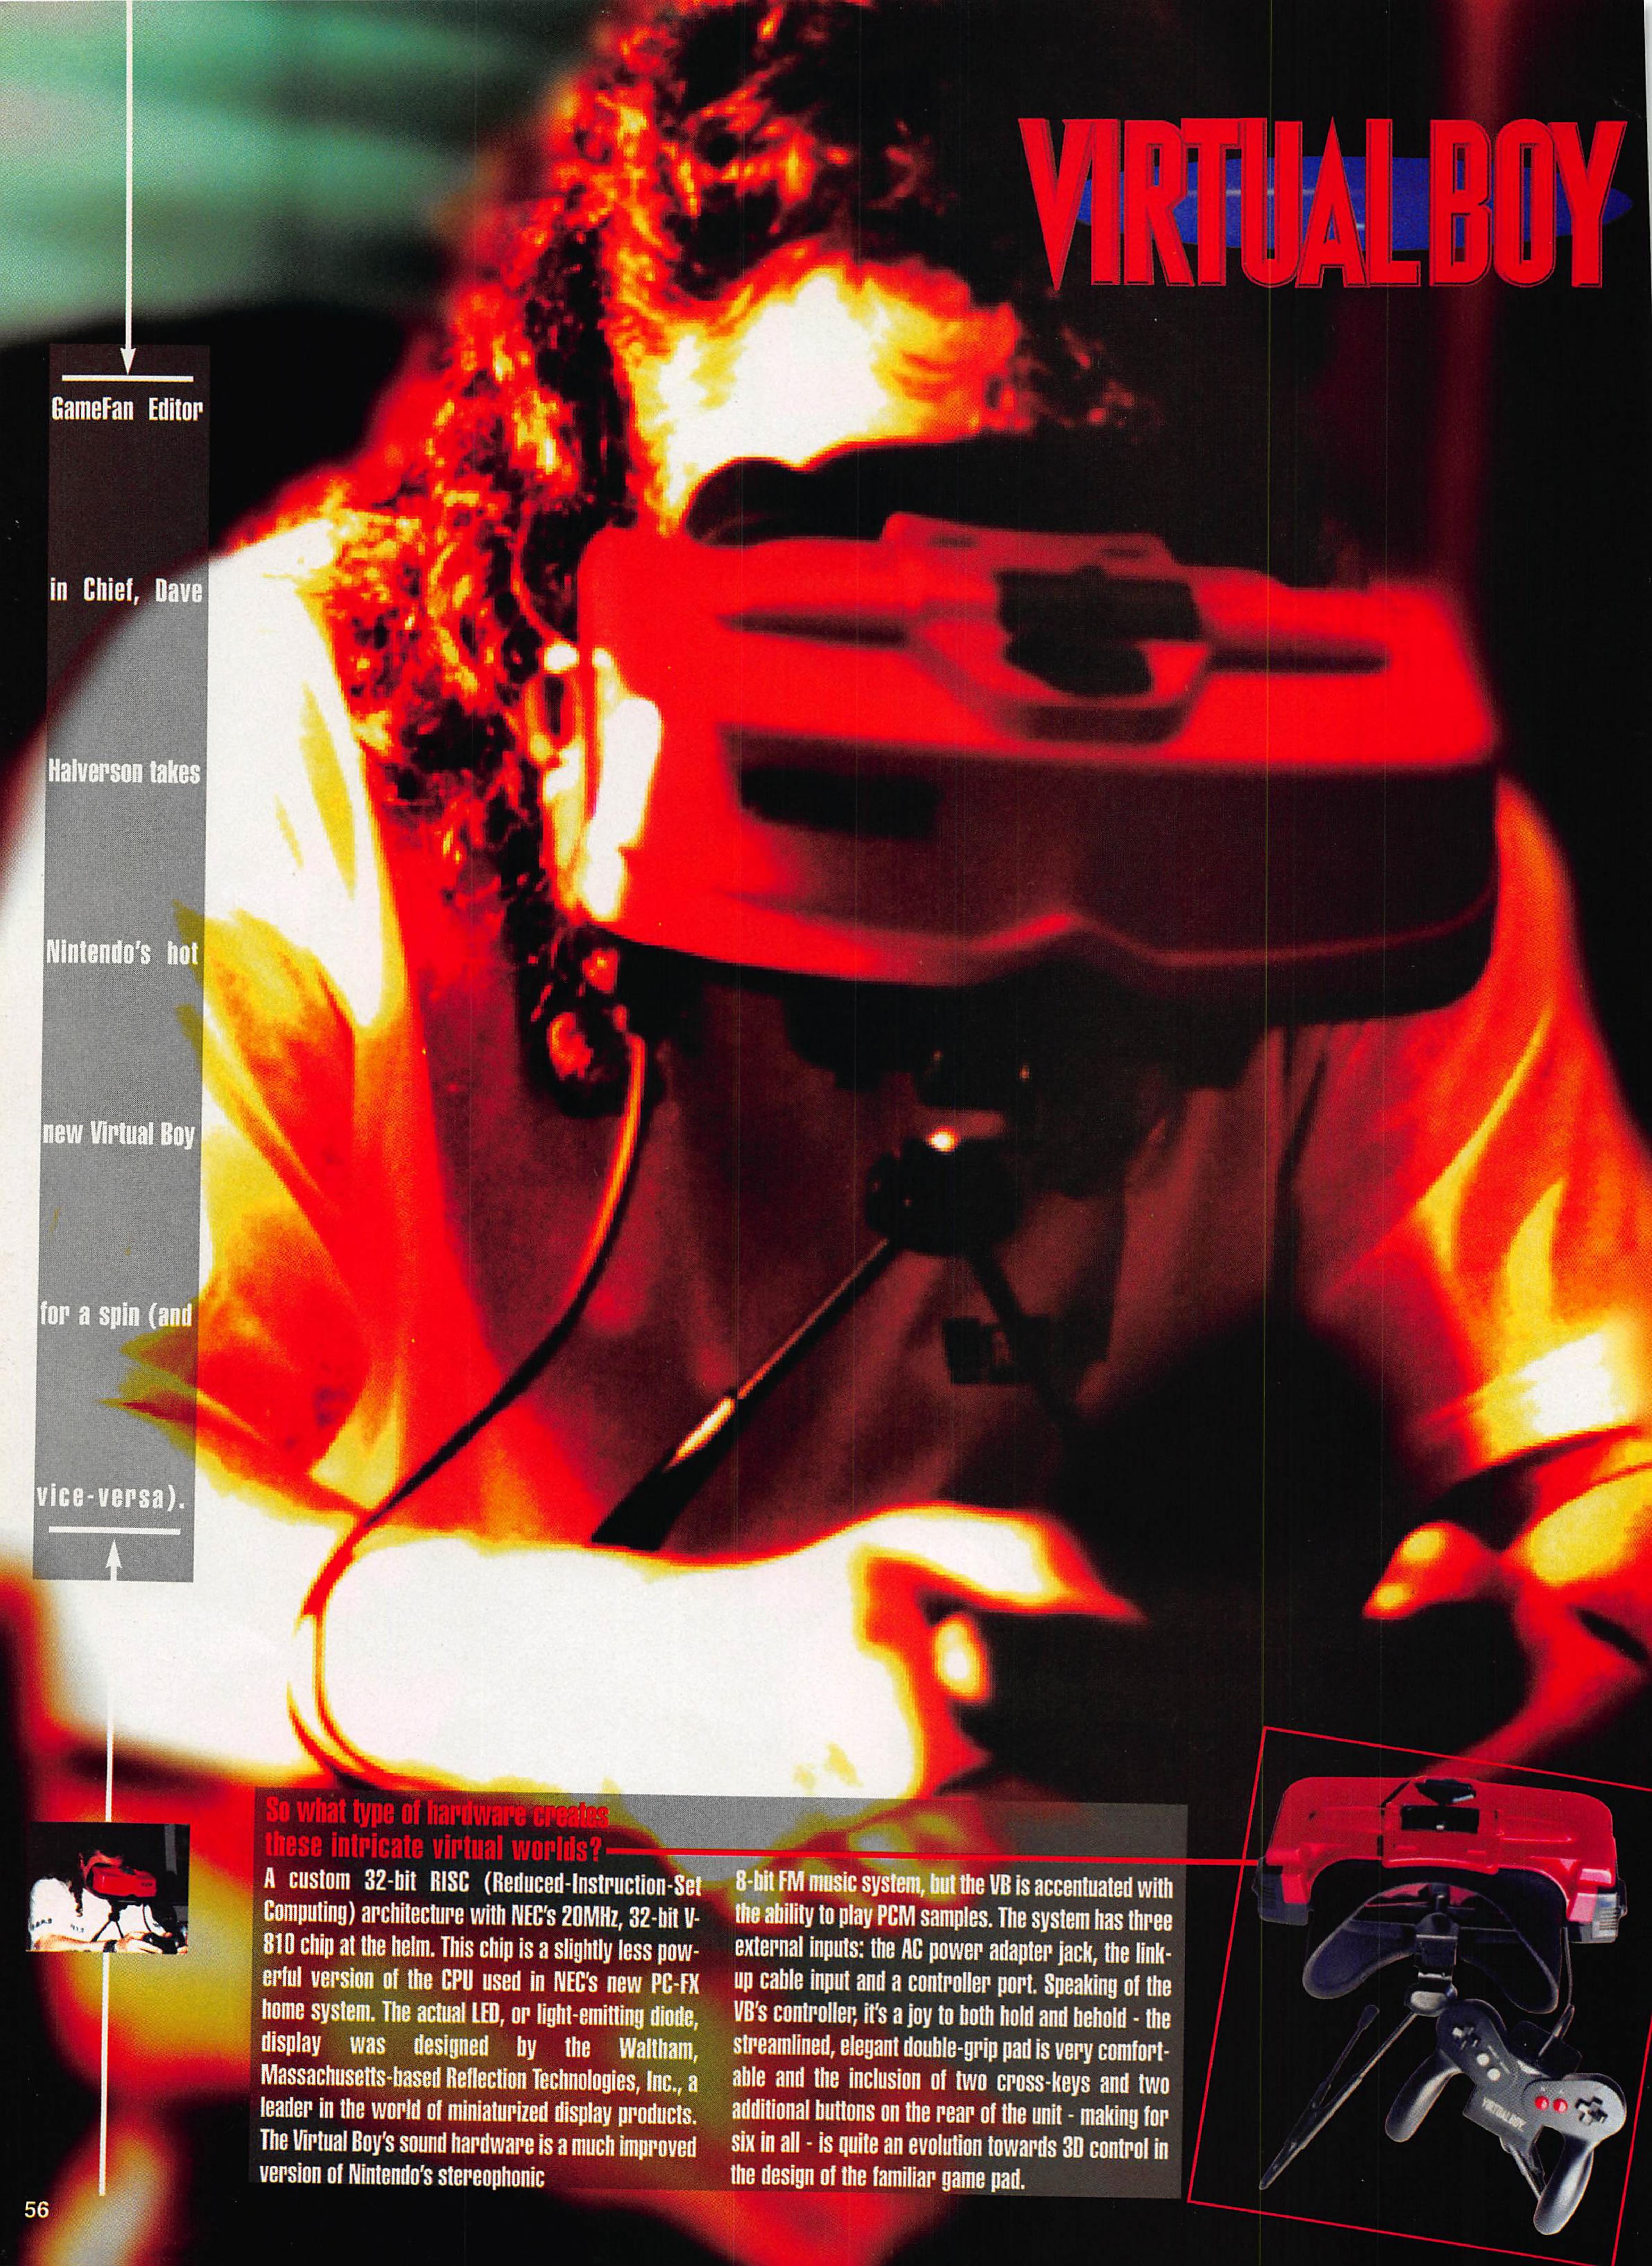 VIRTUAL BOY
GameFan Editor
in Chief, Dave
Halverson takes
Nintendo's hot
new Virtual Boy
for a spin (and
vice-versa).
So what type of hardware creates
these intricate virtual worlds?
A custom 32-bit RISC (Reduced-Instruction-Set
Computing) architecture with NEC's 20MHz, 32-bit V-
810 chip at the helm. This chip is a slightly less pow-
erful version of the CPU used in NEC's new PC-FX
home system. The actual LED, or light-emitting diode,
display was designed by the Waltham,
Massachusetts-based Reflection Technologies, Inc., a
leader in the world of miniaturized display products.
The Virtual Boy's sound hardware is a much improved
version of Nintendo's stereophonic
8-bit FM music system, but the VB is accentuated with
the ability to play PCM samples. The system has three
external inputs: the AC power adapter jack, the link-
up cable input and a controller port. Speaking of the
VB's controller, it's a joy to both hold and behold - the
streamlined, elegant double-grip pad is very comfort-
able and the inclusion of two cross-keys and two
additional buttons on the rear of the unit - making for
six in all - is quite an evolution towards 3D control in
the design of the familiar game pad.
VIRTUAL BOY
56